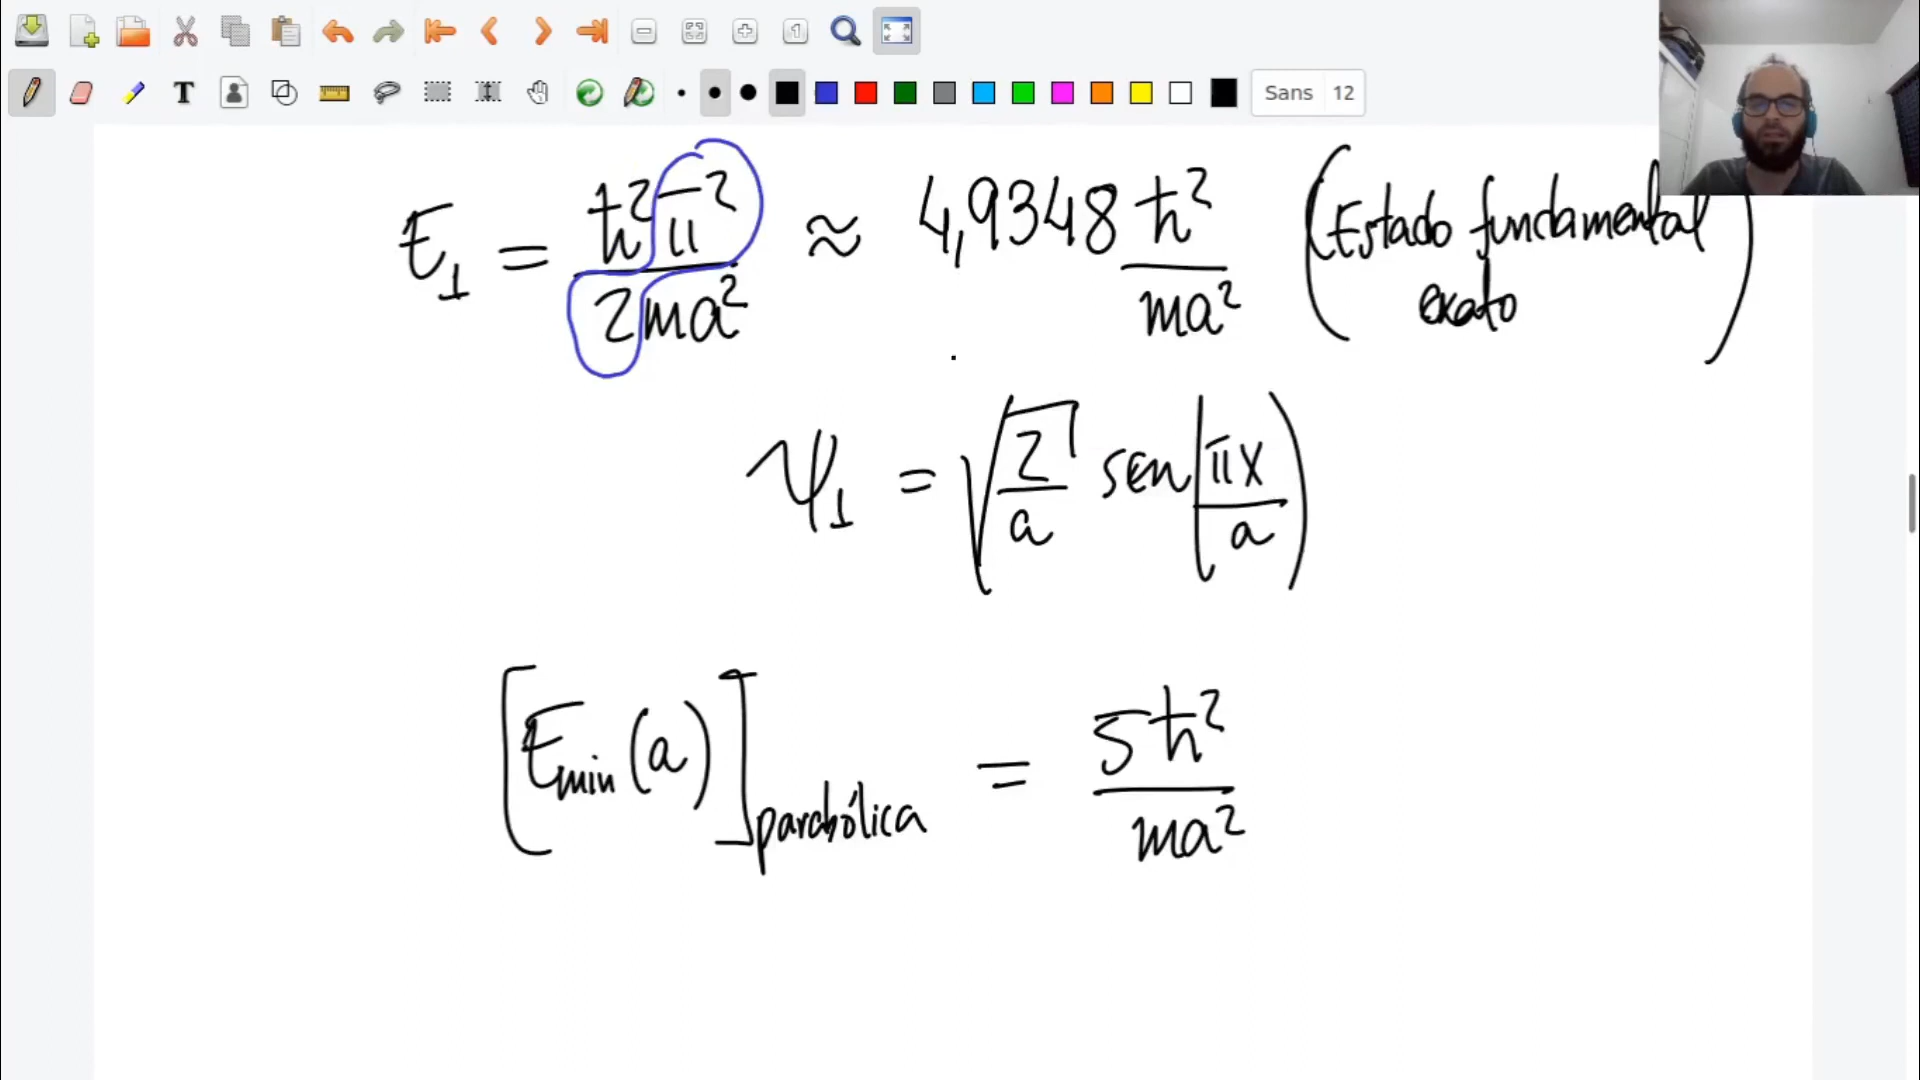 Sans 12
E₁ = ħ²π² / 2ma² ≈ 4,9348 ħ² / ma² (Estado fundamental
exato)
ψ₁ = √(2/a) sen(πx/a)
[Emin(a)]parabólica = 5ħ² / ma²